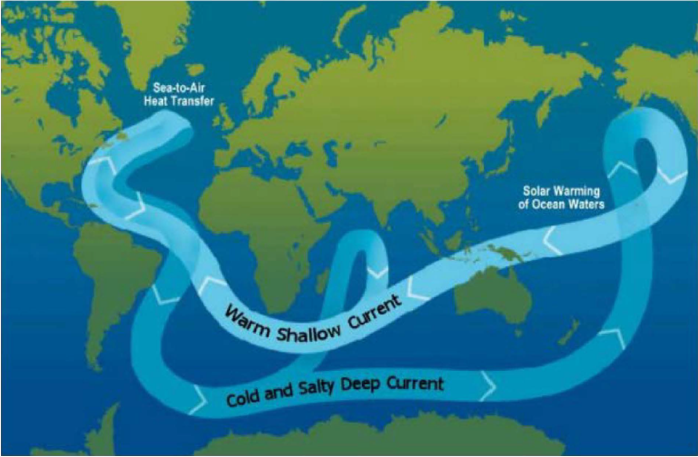 Sea-to-Air
Heat Transfer
Solar Warming
of Ocean Waters
Warm Shallow Current
Cold and Salty Deep Current